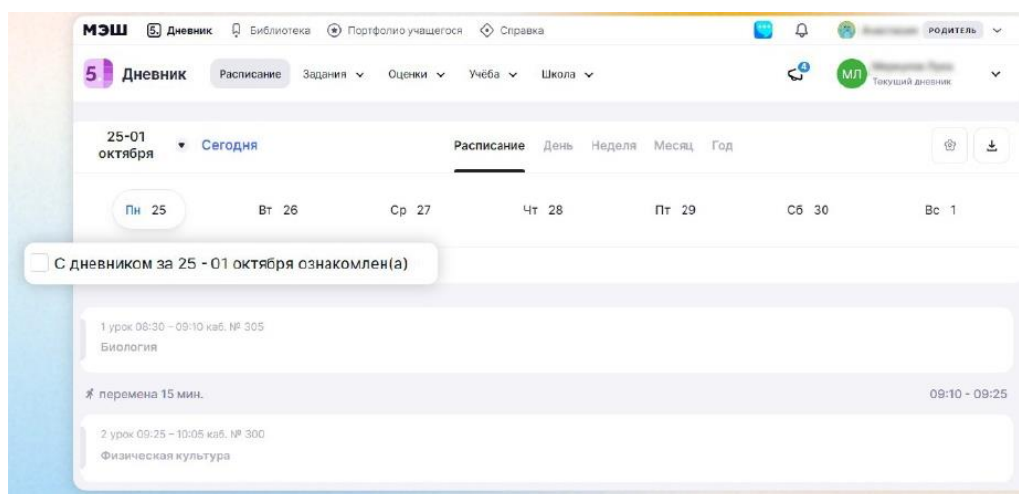 МЭШ 5. Дневник Библиотека Портфолио учащегося Справка РОДИТЕЛЬ
5 Дневник Расписание Задания Оценки Учёба Школа 4 МЛ Текущий дневник
25-01 октября Сегодня Расписание День Неделя Месяц Год
Пн 25 Вт 26 Ср 27 Чт 28 Пт 29 Сб 30 Вс 1
С дневником за 25 - 01 октября ознакомлен(а)
1 урок 08:30 – 09:10 каб. № 305
Биология
перемена 15 мин. 09:10 - 09:25
2 урок 09:25 – 10:05 каб. № 300
Физическая культура